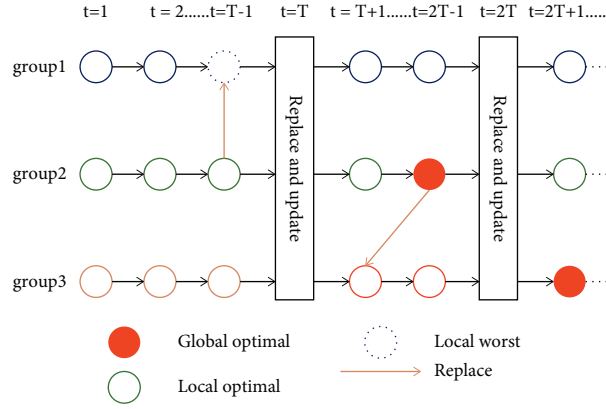 t=1 t = 2......t=T-1 t=T t = T+1......t=2T-1 t=2T t=2T+1.....
group1
group2
group3
Replace and update
Replace and update
Global optimal
Local worst
Local optimal
Replace